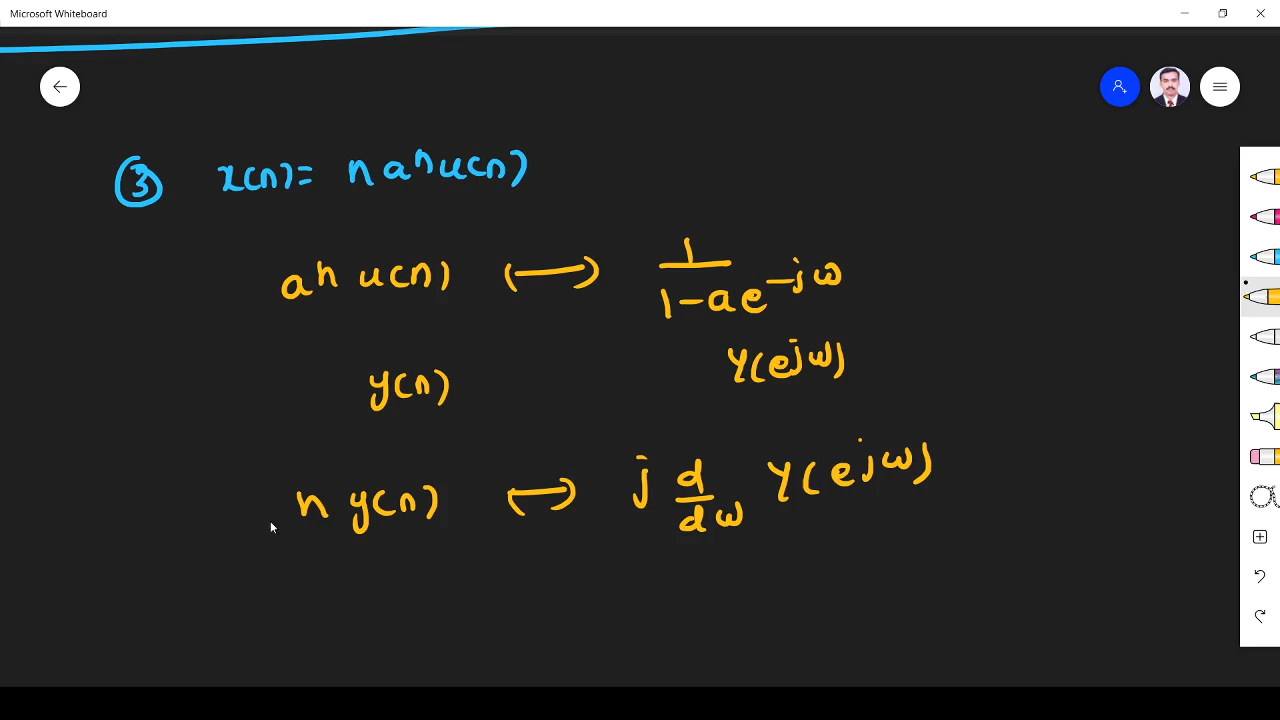 Microsoft Whiteboard
③ x(n)= n aⁿ u(n)
aⁿ u(n) ⟷ 1/(1-ae^{-jω})
y(n) Y(e^{jω})
n y(n) ⟷ j d/dω Y(e^{jω})